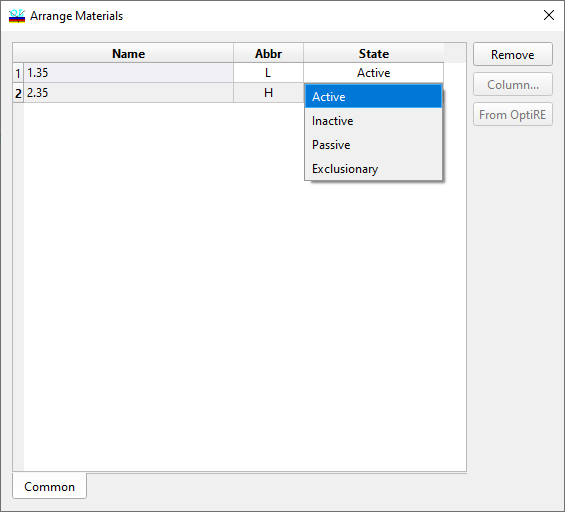 Arrange Materials
Name Abbr State
1 1.35 L Active
2 2.35 H
Active
Inactive
Passive
Exclusionary
Remove
Column...
From OptiRE
Common